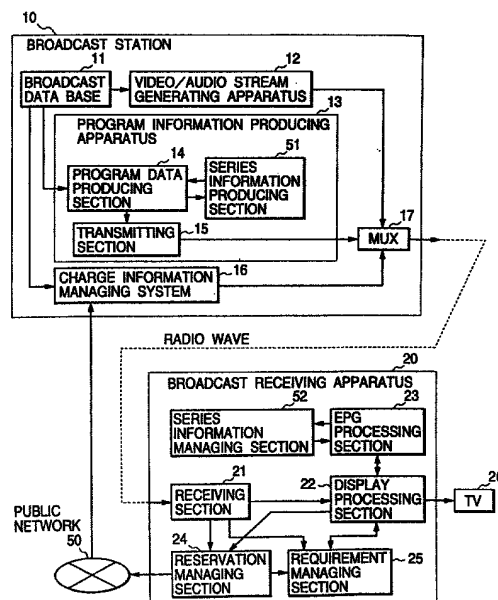 10
BROADCAST STATION
11
12
BROADCAST
DATA BASE
VIDEO/AUDIO STREAM
GENERATING APPARATUS
13
PROGRAM INFORMATION PRODUCING
APPARATUS
14
51
PROGRAM DATA
PRODUCING
SECTION
SERIES
INFORMATION
PRODUCING
SECTION
TRANSMITTING
SECTION
15
17
MUX
16
CHARGE INFORMATION
MANAGING SYSTEM
RADIO WAVE
20
BROADCAST RECEIVING APPARATUS
52
23
SERIES
INFORMATION
MANAGING SECTION
EPG
PROCESSING
SECTION
21
22
26
RECEIVING
SECTION
DISPLAY
PROCESSING
SECTION
TV
PUBLIC
NETWORK
50
24
RESERVATION
MANAGING
SECTION
REQUIREMENT
MANAGING
SECTION
25